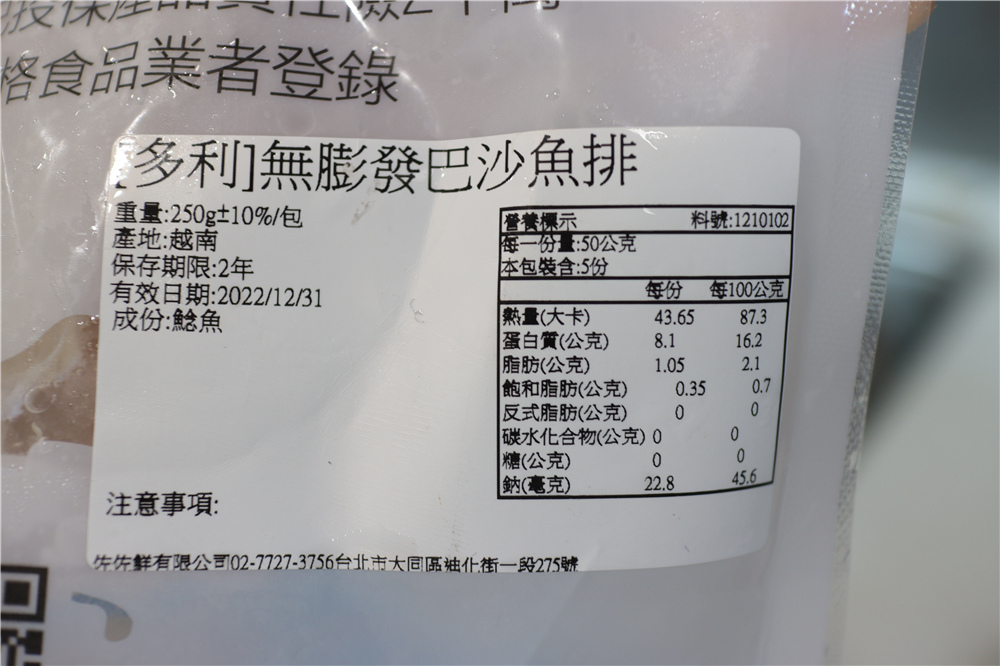 格食品業者登錄
[多利]無膨發巴沙魚排
重量:250g±10%/包
產地:越南
保存期限:2年
有效日期:2022/12/31
成份:鯰魚
注意事項:
營養標示 料號:1210102
每一份量:50公克
本包裝含:5份
每份 每100公克
熱量(大卡) 43.65 87.3
蛋白質(公克) 8.1 16.2
脂肪(公克) 1.05 2.1
飽和脂肪(公克) 0.35 0.7
反式脂肪(公克) 0 0
碳水化合物(公克) 0 0
糖(公克) 0 0
鈉(毫克) 22.8 45.6
佐佐鮮有限公司02-7727-3756台北市大同區迪化街一段275號